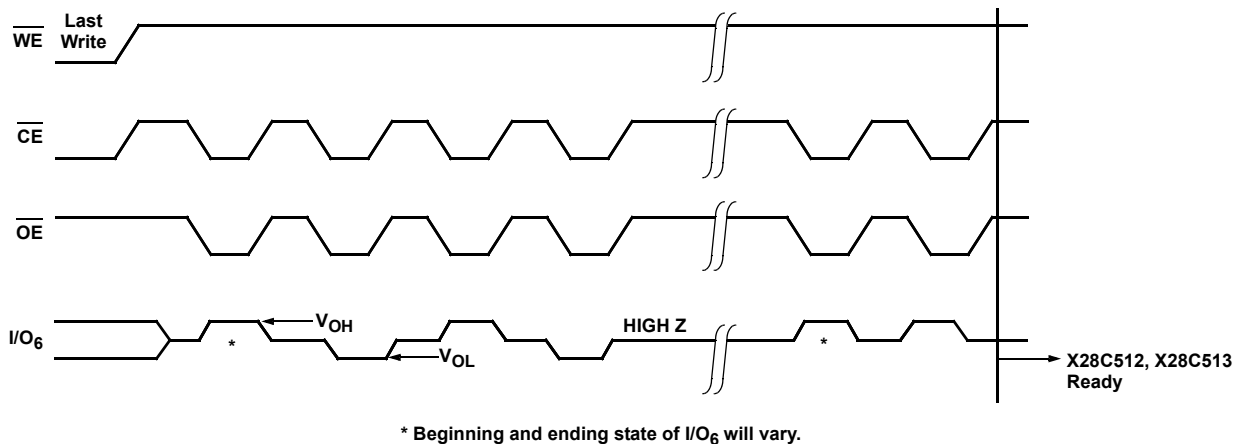 WE
Last
Write
CE
OE
I/O6
VOH
*
VOL
HIGH Z
*
X28C512, X28C513
Ready
* Beginning and ending state of I/O6 will vary.